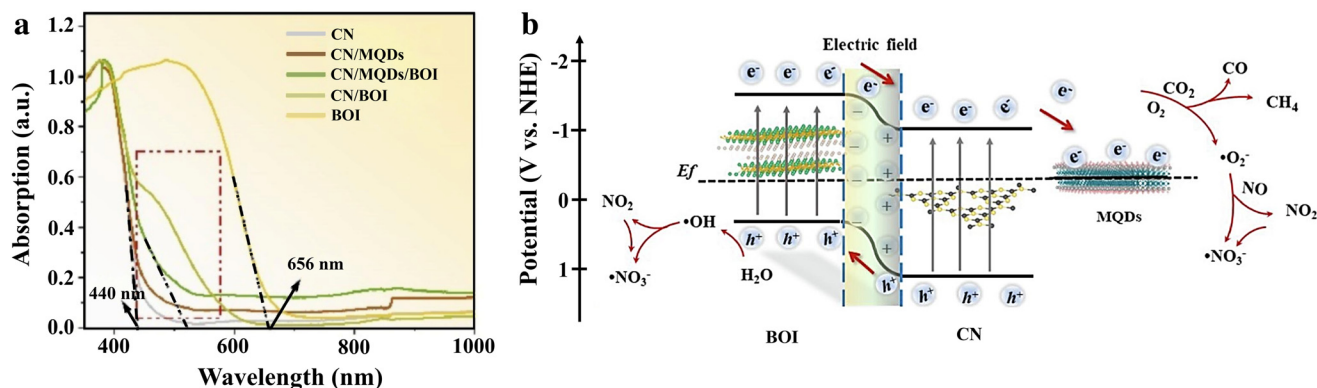 a
1.2
1.0
0.8
0.6
0.4
0.2
0.0
Absorption (a.u.)
CN
CN/MQDs
CN/MQDs/BOI
CN/BOI
BOI
440 nm
656 nm
400
600
800
1000
Wavelength (nm)
b
Potential (V vs. NHE)
-2
-1
0
1
Electric field
e⁻ e⁻ e⁻ e⁻
e⁻ e⁻ e⁻ e⁻
CO₂
O₂
CO
CH₄
− +
− +
− +
− +
− +
Ef
e⁻ e⁻ e⁻
MQDs
•O₂⁻
NO
NO₂
•NO₃⁻
NO₂
•OH
•NO₃⁻
H₂O
h⁺ h⁺ h⁺
h⁺
h⁺ h⁺ h⁺
BOI
CN